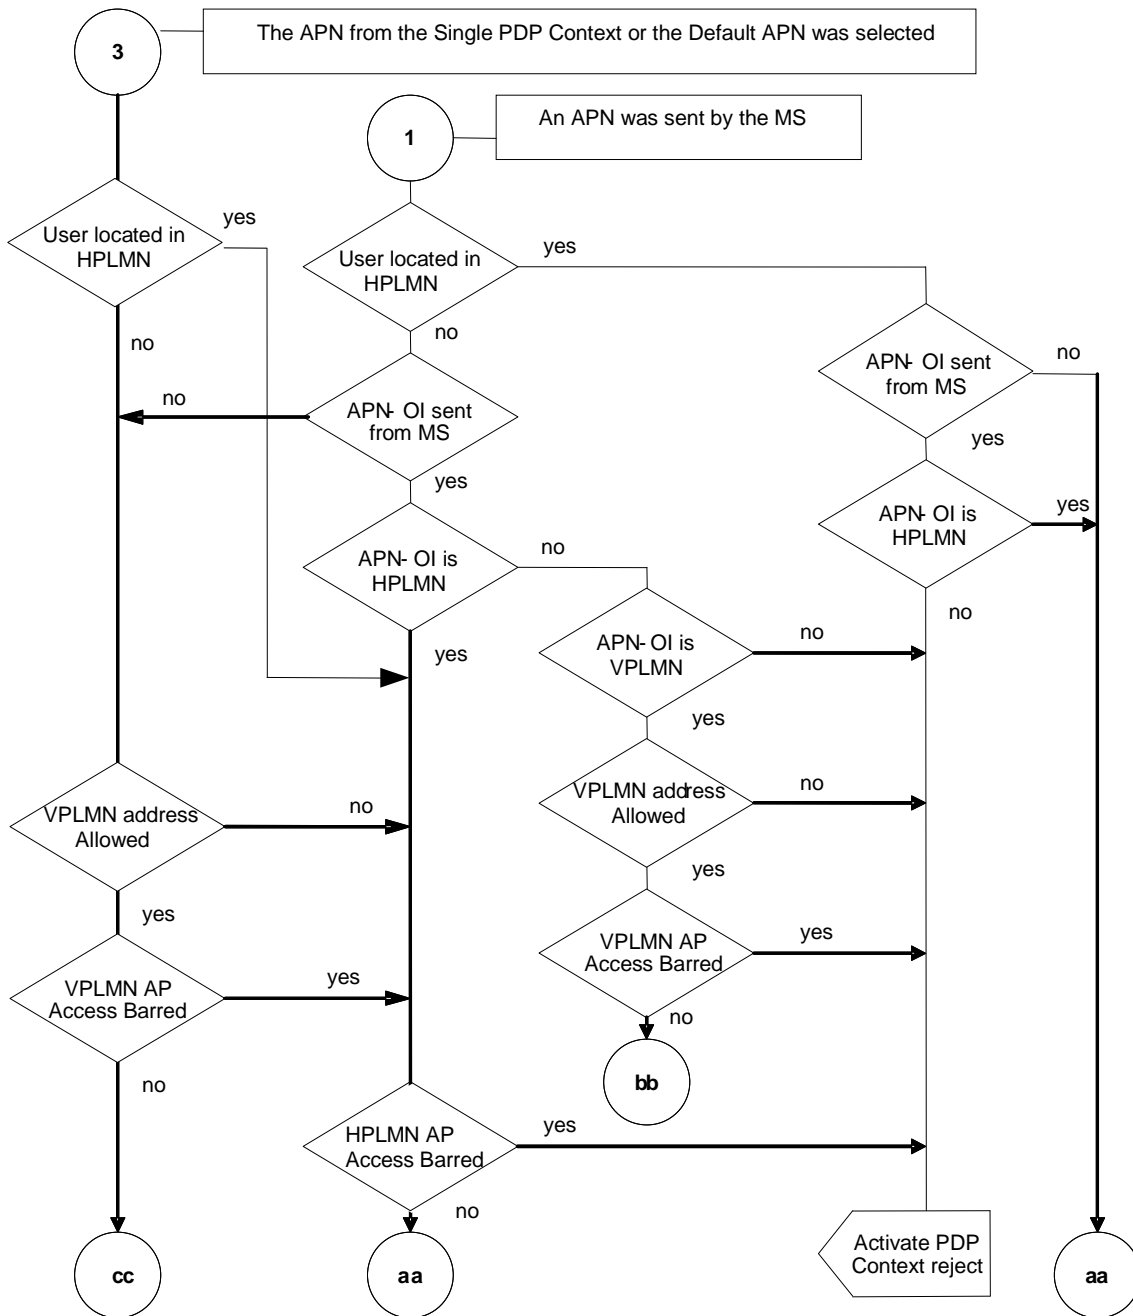 3
The APN from the Single PDP Context or the Default APN was selected
1
An APN was sent by the MS
User located in
HPLMN
yes
no
User located in
HPLMN
yes
no
APN- OI sent
from MS
no
yes
APN- OI sent
from MS
no
yes
APN- OI is
HPLMN
yes
no
APN- OI is
HPLMN
no
yes
APN- OI is
VPLMN
no
yes
VPLMN address
Allowed
no
yes
VPLMN address
Allowed
no
yes
VPLMN AP
Access Barred
yes
no
VPLMN AP
Access Barred
yes
no
bb
HPLMN AP
Access Barred
yes
no
cc
aa
Activate PDP
Context reject
aa